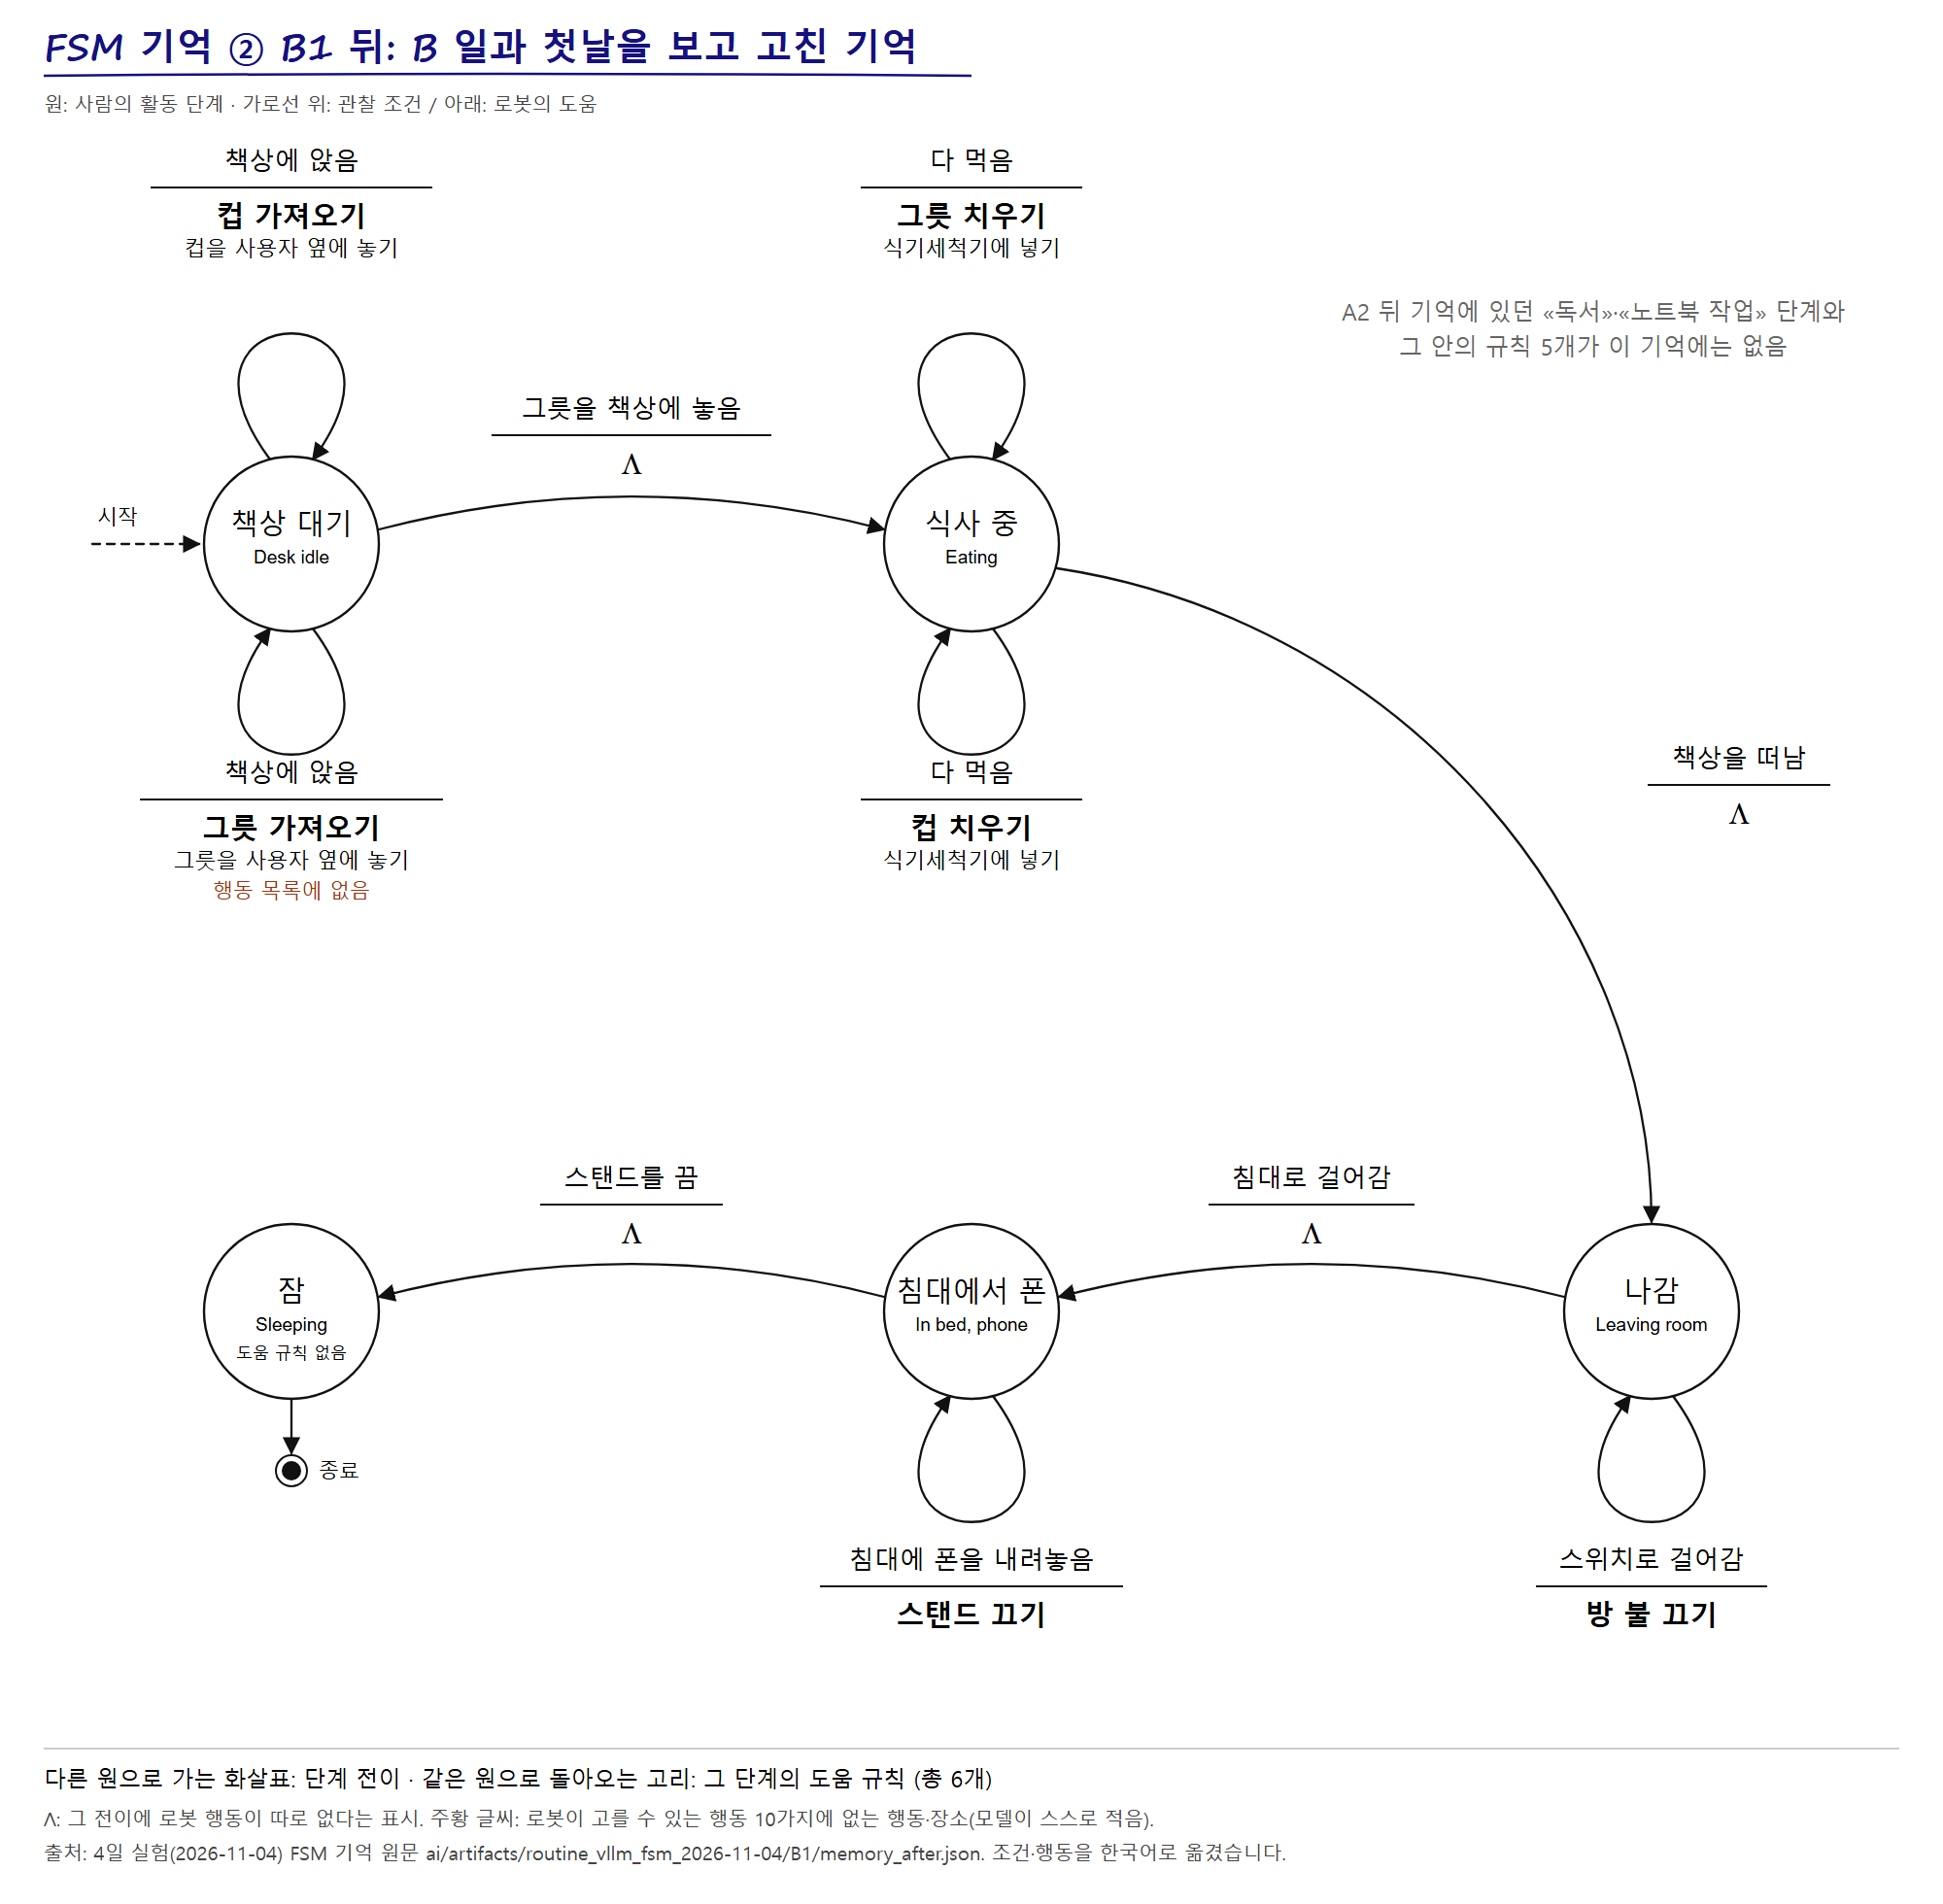 FSM 기억 ② B1 뒤: B 일과 첫날을 보고 고친 기억
원: 사람의 활동 단계 · 가로선 위: 관찰 조건 / 아래: 로봇의 도움
책상에 앉음
컵 가져오기
컵을 사용자 옆에 놓기
다 먹음
그릇 치우기
식기세척기에 넣기
A2 뒤 기억에 있던 «독서»·«노트북 작업» 단계와
그 안의 규칙 5개가 이 기억에는 없음
그릇을 책상에 놓음
Λ
시작
책상 대기
Desk idle
식사 중
Eating
책상에 앉음
그릇 가져오기
그릇을 사용자 옆에 놓기
행동 목록에 없음
다 먹음
컵 치우기
식기세척기에 넣기
책상을 떠남
Λ
스탠드를 끔
Λ
침대로 걸어감
Λ
잠
Sleeping
도움 규칙 없음
침대에서 폰
In bed, phone
나감
Leaving room
종료
침대에 폰을 내려놓음
스탠드 끄기
스위치로 걸어감
방 불 끄기
다른 원으로 가는 화살표: 단계 전이 · 같은 원으로 돌아오는 고리: 그 단계의 도움 규칙 (총 6개)
Λ: 그 전이에 로봇 행동이 따로 없다는 표시. 주황 글씨: 로봇이 고를 수 있는 행동 10가지에 없는 행동·장소(모델이 스스로 적음).
출처: 4일 실험(2026-11-04) FSM 기억 원문 ai/artifacts/routine_vllm_fsm_2026-11-04/B1/memory_after.json. 조건·행동을 한국어로 옮겼습니다.